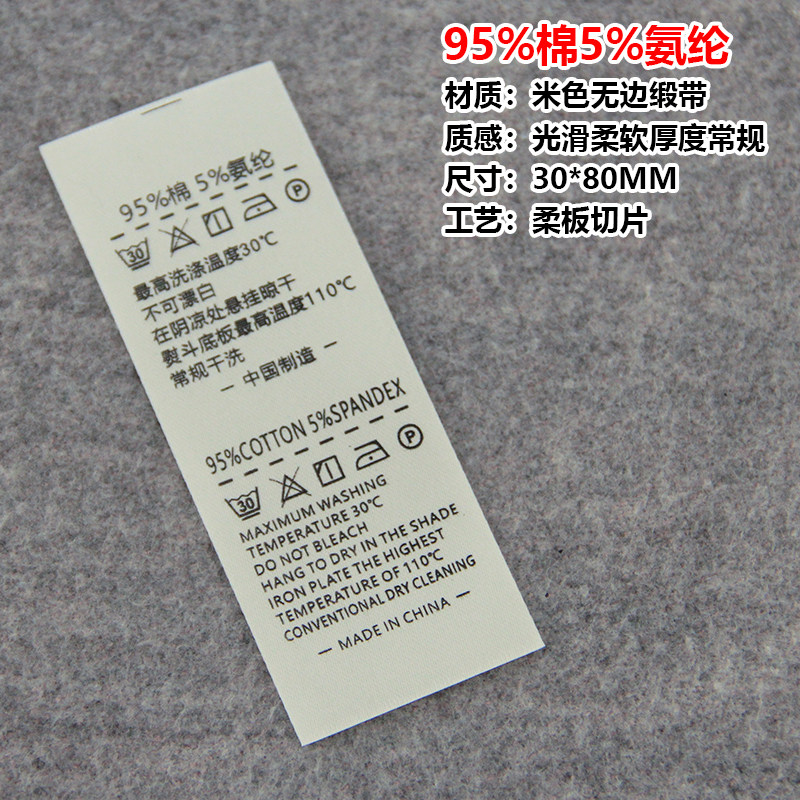 95%棉5%氨纶
材质：米色无边缎带
质感：光滑柔软厚度常规
尺寸：30*80MM
工艺：柔板切片
95%棉 5%氨纶
30 P
最高洗涤温度30℃
不可漂白
在阴凉处悬挂晾干
熨斗底板最高温度110℃
常规干洗
— 中国制造 —
95%COTTON 5%SPANDEX
30 P
MAXIMUM WASHING
TEMPERATURE 30℃
DO NOT BLEACH
HANG TO DRY IN THE SHADE
IRON PLATE THE HIGHEST
TEMPERATURE OF 110℃
CONVENTIONAL DRY CLEANING
— MADE IN CHINA —